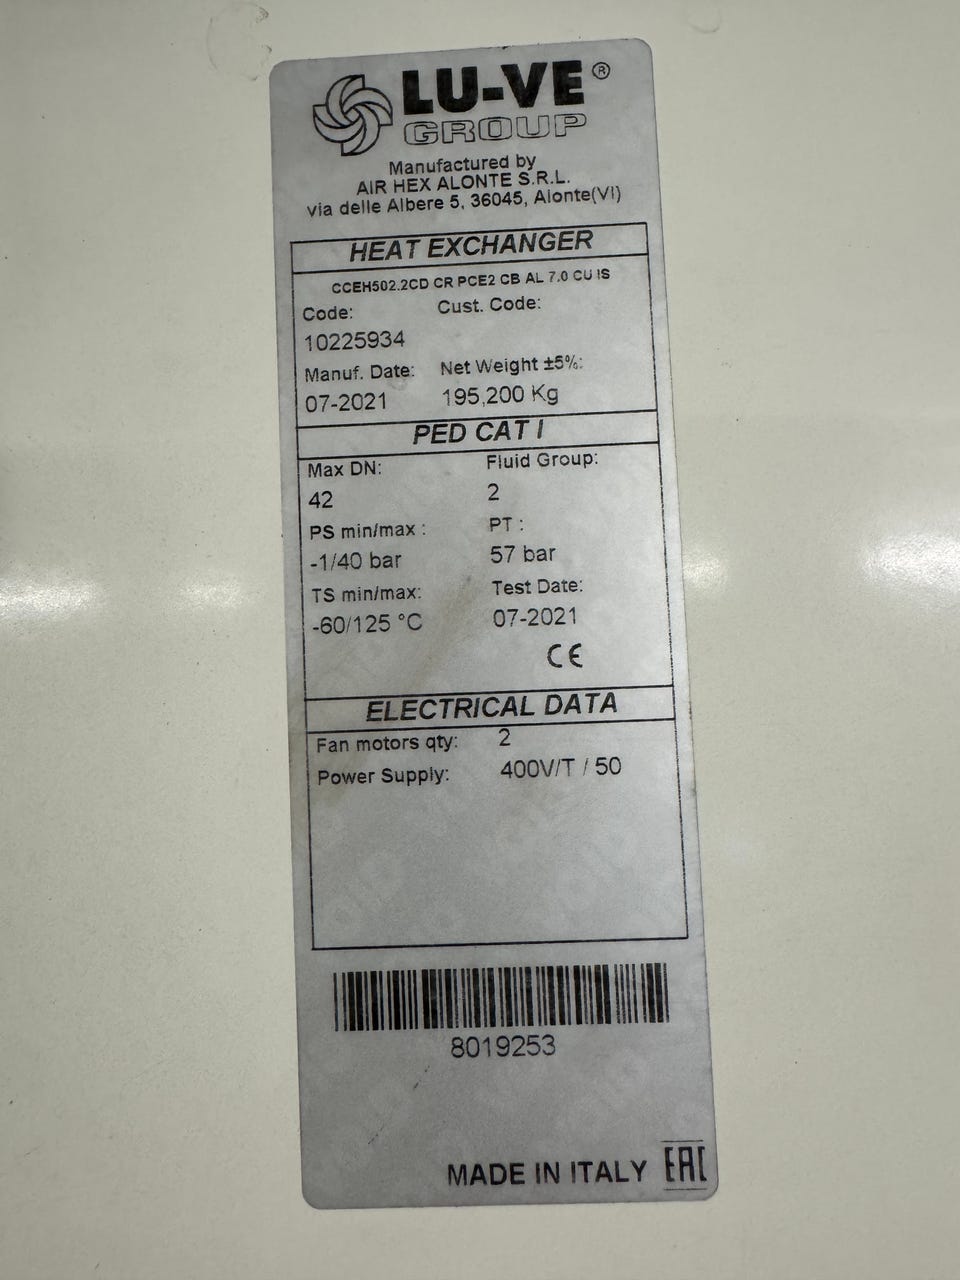 LU-VE®
GROUP
Manufactured by
AIR HEX ALONTE S.R.L.
via delle Albere 5, 36045, Alonte(VI)
HEAT EXCHANGER
CCEH502.2CD CR PCE2 CB AL 7.0 CU IS
Code: Cust. Code:
10225934
Manuf. Date: Net Weight ±5%:
07-2021 195,200 Kg
PED CAT I
Max DN: Fluid Group:
42 2
PS min/max : PT :
-1/40 bar 57 bar
TS min/max: Test Date:
-60/125 °C 07-2021
CE
ELECTRICAL DATA
Fan motors qty: 2
Power Supply: 400V/T / 50
8019253
MADE IN ITALY EAC